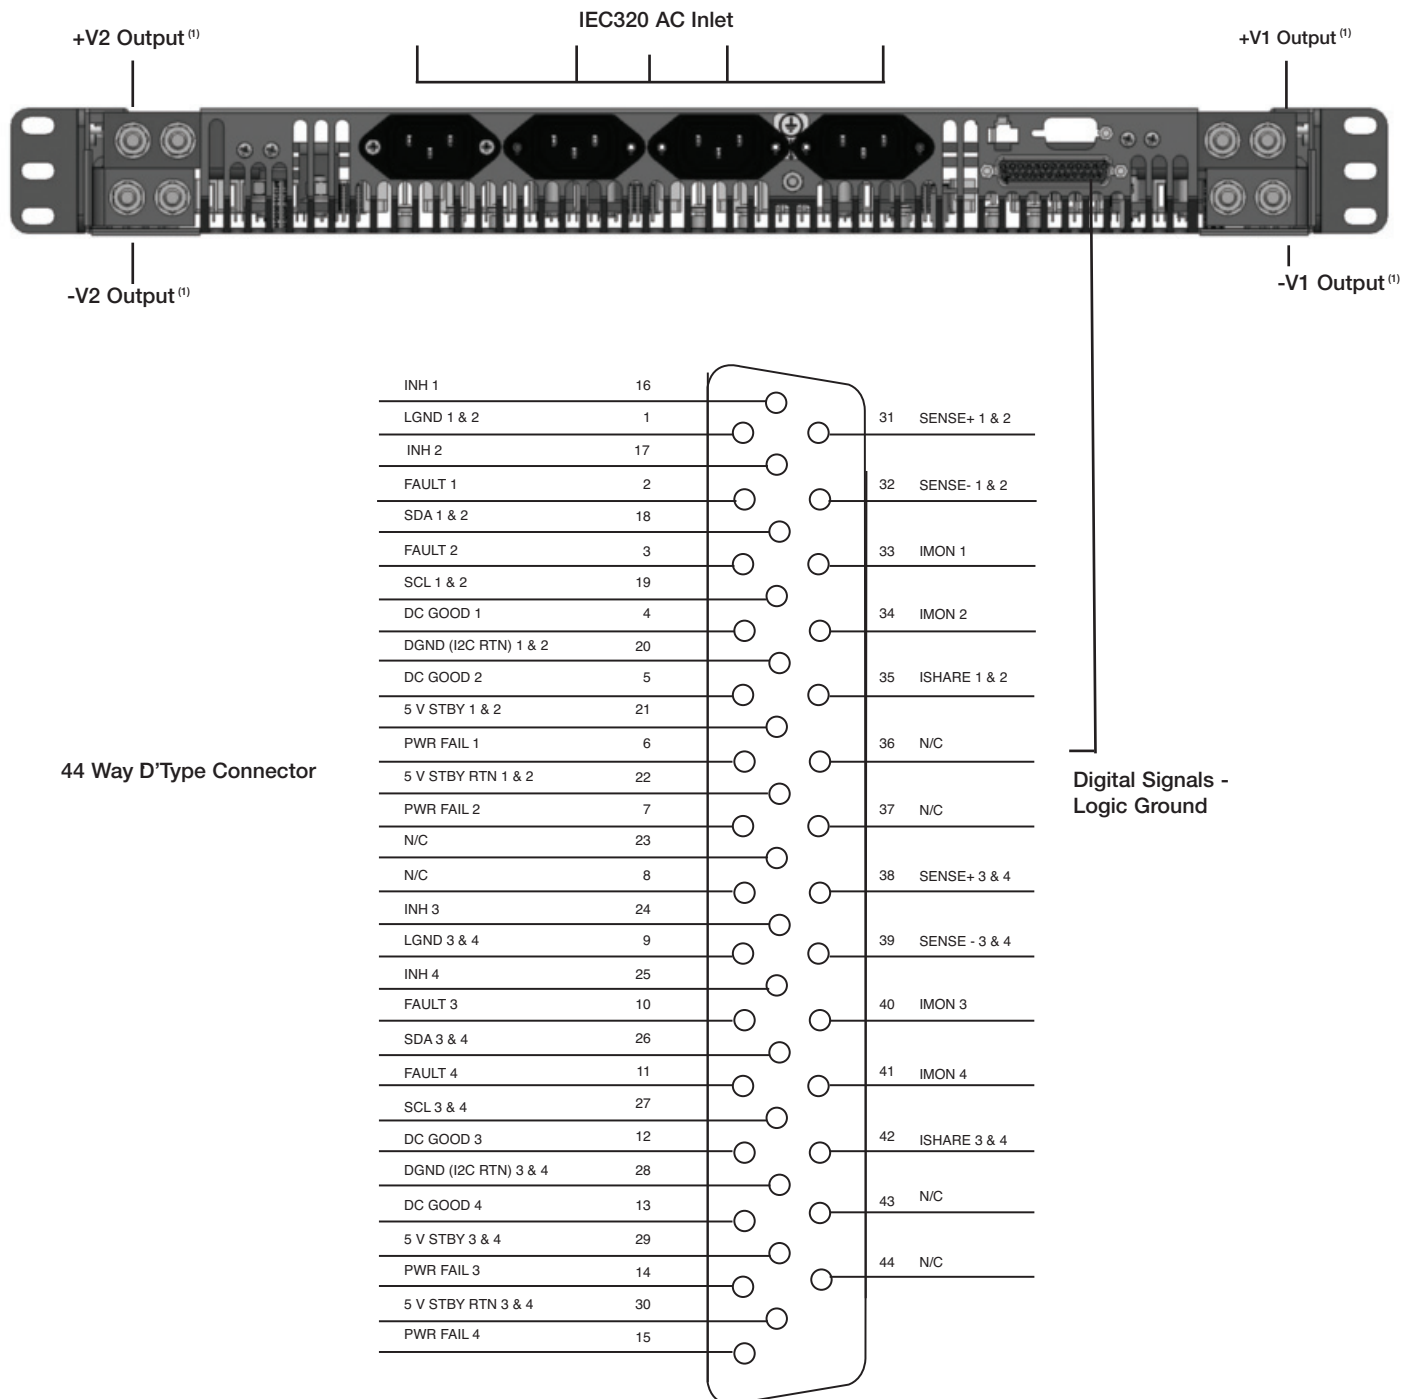 IEC320 AC Inlet
+V2 Output (1)
+V1 Output (1)
-V2 Output (1)
-V1 Output (1)
INH 1 16
LGND 1 & 2 1
31 SENSE+ 1 & 2
INH 2 17
FAULT 1 2
32 SENSE- 1 & 2
SDA 1 & 2 18
FAULT 2 3
33 IMON 1
SCL 1 & 2 19
DC GOOD 1 4
34 IMON 2
DGND (I2C RTN) 1 & 2 20
DC GOOD 2 5
35 ISHARE 1 & 2
5 V STBY 1 & 2 21
PWR FAIL 1 6
36 N/C
5 V STBY RTN 1 & 2 22
PWR FAIL 2 7
37 N/C
N/C 23
N/C 8
38 SENSE+ 3 & 4
INH 3 24
LGND 3 & 4 9
39 SENSE - 3 & 4
INH 4 25
FAULT 3 10
40 IMON 3
SDA 3 & 4 26
FAULT 4 11
41 IMON 4
SCL 3 & 4 27
DC GOOD 3 12
42 ISHARE 3 & 4
DGND (I2C RTN) 3 & 4 28
DC GOOD 4 13
43 N/C
5 V STBY 3 & 4 29
PWR FAIL 3 14
44 N/C
5 V STBY RTN 3 & 4 30
PWR FAIL 4 15
44 Way D'Type Connector
Digital Signals -
Logic Ground